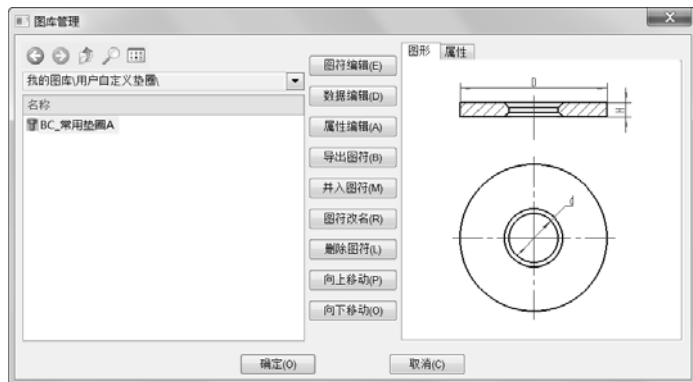 图库管理
我的图库\用户自定义垫圈\
名称
BC_常用垫圈A
图符编辑(E)
数据编辑(D)
属性编辑(A)
导出图符(B)
并入图符(M)
图符改名(R)
删除图符(L)
向上移动(P)
向下移动(O)
图形 属性
D
H
d
确定(O)
取消(C)